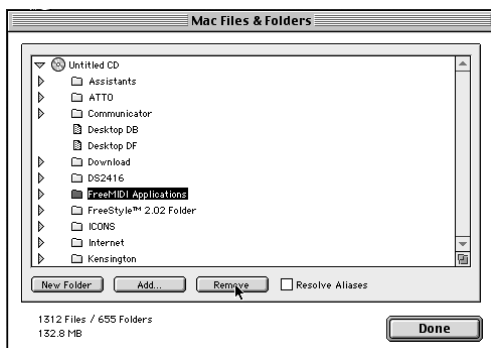 Mac Files & Folders
Untitled CD
Assistants
ATTO
Communicator
Desktop DB
Desktop DF
Download
DS2416
FreeMIDI Applications
FreeStyle™ 2.02 Folder
ICONS
Internet
Kensington
New Folder Add... Remove Resolve Aliases
1312 Files / 655 Folders
132.8 MB
Done